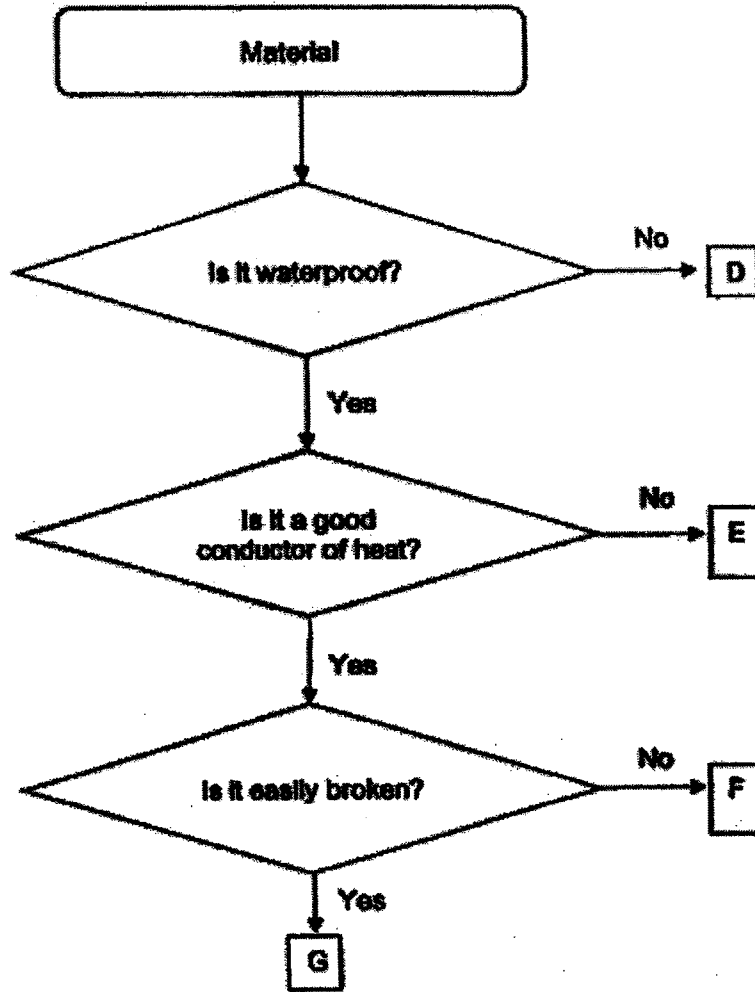 Material
Is it waterproof?
No
D
Yes
Is it a good
conductor of heat?
No
E
Yes
Is it easily broken?
No
F
Yes
G